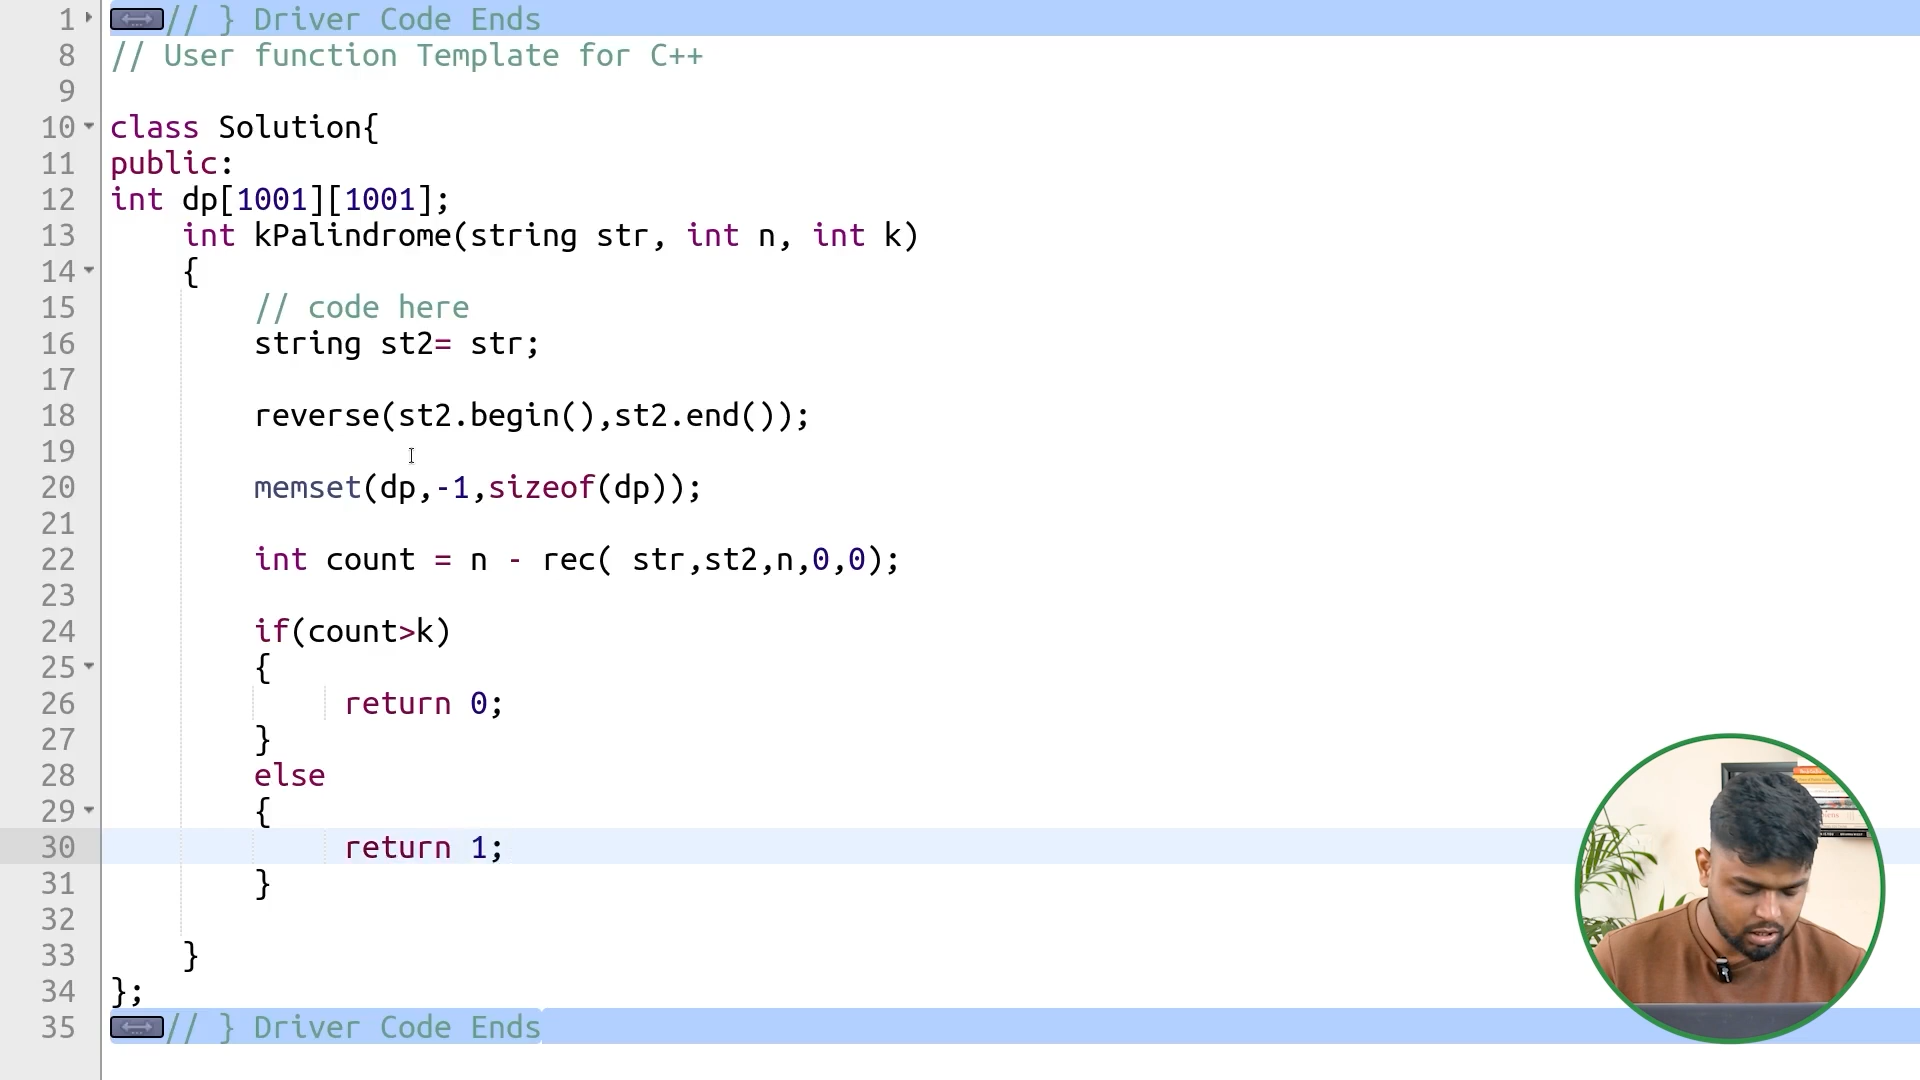 1 // } Driver Code Ends
8 // User function Template for C++
9
10 class Solution{
11 public:
12 int dp[1001][1001];
13 int kPalindrome(string str, int n, int k)
14 {
15 // code here
16 string st2= str;
17
18 reverse(st2.begin(),st2.end());
19
20 memset(dp,-1,sizeof(dp));
21
22 int count = n - rec( str,st2,n,0,0);
23
24 if(count>k)
25 {
26 return 0;
27 }
28 else
29 {
30 return 1;
31 }
32
33 }
34 };
35 // } Driver Code Ends